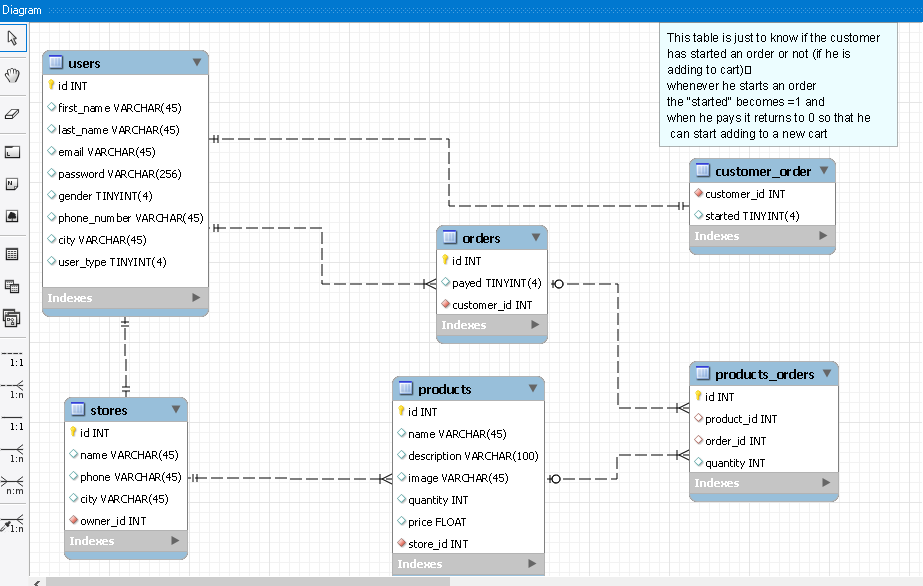 Diagram
This table is just to know if the customer
has started an order or not (if he is
adding to cart)
whenever he starts an order
the "started" becomes =1 and
when he pays it returns to 0 so that he
can start adding to a new cart
users
id INT
first_name VARCHAR(45)
last_name VARCHAR(45)
email VARCHAR(45)
password VARCHAR(256)
gender TINYINT(4)
phone_number VARCHAR(45)
city VARCHAR(45)
user_type TINYINT(4)
Indexes
customer_order
customer_id INT
started TINYINT(4)
Indexes
orders
id INT
payed TINYINT(4)
customer_id INT
Indexes
stores
id INT
name VARCHAR(45)
phone VARCHAR(45)
city VARCHAR(45)
owner_id INT
Indexes
products
id INT
name VARCHAR(45)
description VARCHAR(100)
image VARCHAR(45)
quantity INT
price FLOAT
store_id INT
Indexes
products_orders
id INT
product_id INT
order_id INT
quantity INT
Indexes
1:1
1:n
1:1
1:n
n:m
1:n